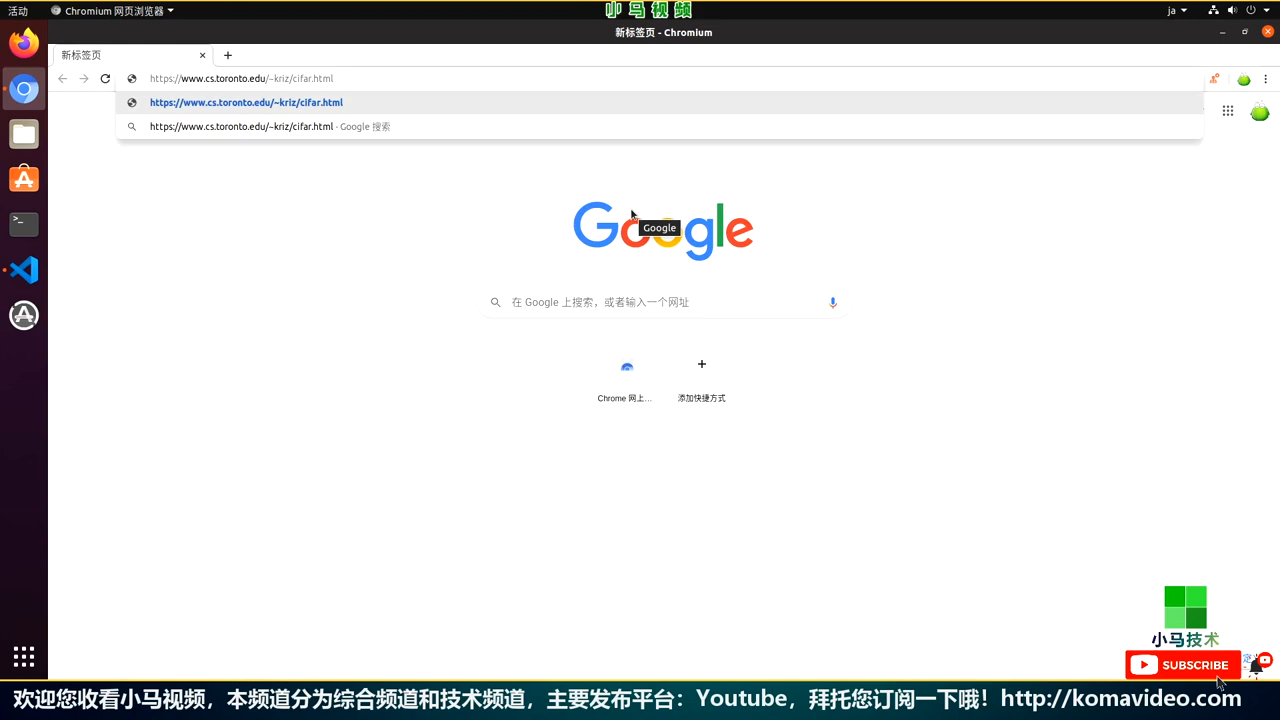 小马视频
活动
Chromium 网页浏览器
ja
新标签页 - Chromium
新标签页
https://www.cs.toronto.edu/~kriz/cifar.html
https://www.cs.toronto.edu/~kriz/cifar.html
https://www.cs.toronto.edu/~kriz/cifar.html - Google 搜索
Google
Google
在 Google 上搜索，或者输入一个网址
Chrome 网上...
添加快捷方式
小马技术
SUBSCRIBE
欢迎您收看小马视频，本频道分为综合频道和技术频道，主要发布平台：Youtube，拜托您订阅一下哦！http://komavideo.com